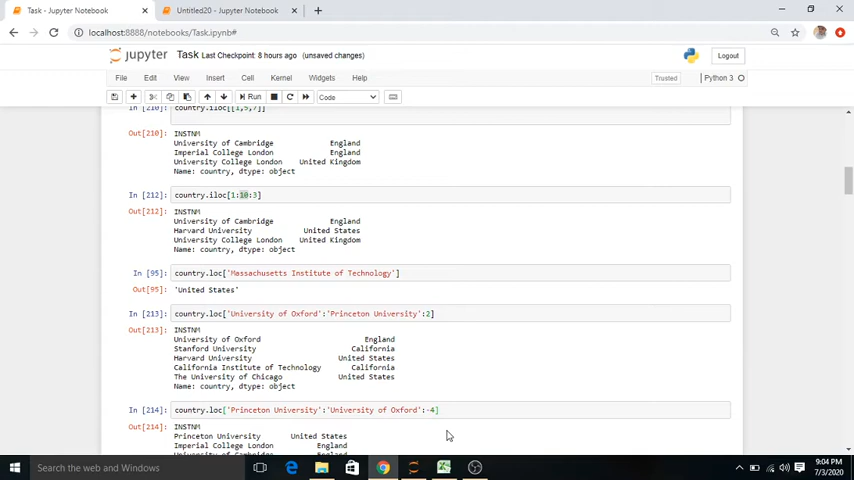 Task - Jupyter Notebook
Untitled20 - Jupyter Notebook
localhost:8888/notebooks/Task.ipynb#
jupyter Task Last Checkpoint: 8 hours ago (unsaved changes)
Logout
File Edit View Insert Cell Kernel Widgets Help
Trusted Python 3
Run Code
In [210]: country.iloc[[1,5,7]]
Out[210]: INSTNM
University of Cambridge England
Imperial College London England
University College London United Kingdom
Name: country, dtype: object
In [212]: country.iloc[1:10:3]
Out[212]: INSTNM
University of Cambridge England
Harvard University United States
University College London United Kingdom
Name: country, dtype: object
In [95]: country.loc['Massachusetts Institute of Technology']
Out[95]: 'United States'
In [213]: country.loc['University of Oxford':'Princeton University':2]
Out[213]: INSTNM
University of Oxford England
Stanford University California
Harvard University United States
California Institute of Technology California
The University of Chicago United States
Name: country, dtype: object
In [214]: country.loc['Princeton University':'University of Oxford':-4]
Out[214]: INSTNM
Princeton University United States
Imperial College London England
Search the web and Windows
9:04 PM
7/3/2020